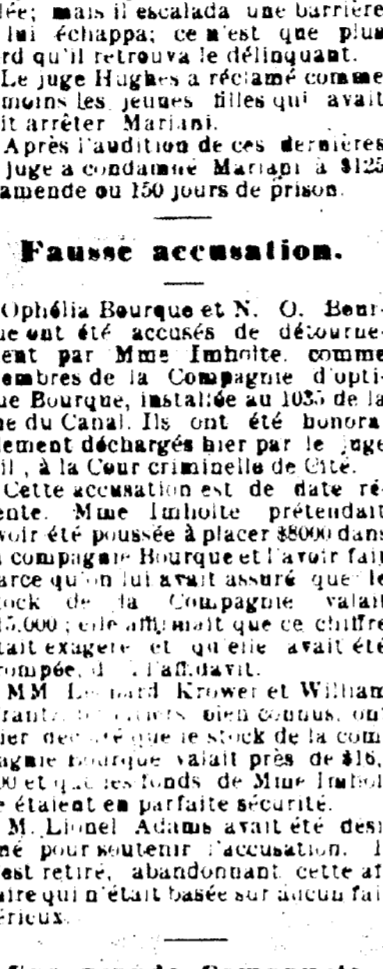 lée; mais il escalada une barrière
lui échappa; ce n'est que plus
rd qu'il retrouva le délinquant.
Le juge Hughes a réclamé comme
moins les jeunes filles qui avait
it arrêter Mariani.
Après l'audition de ces dernières
juge a condamné Mariani à $125
amende ou 150 jours de prison.
Fausse accusation.
Ophélia Bourque et N. O. Bour-
ue ont été accusés de détourne-
ent par Mme Imholte, comme
embres de la Compagnie d'opti-
ue Bourque, installée au 1035 de la
e du Canal. Ils ont été honora
lement déchargés hier par le juge
il, à la Cour criminelle de Cité.
Cette accusation est de date ré-
ente. Mme Imholte prétendait
voir été poussée à placer $8000 dans
compagnie Bourque et l'avoir fait
arce qu'on lui avait assuré que le
tock de la Compagnie valait
15.000; elle affirmait que ce chiffre
tait exagéré et qu'elle avait été
rompée, l'affidavit.
MM Krower et William
bien connus, on
ier que le stock de la com
agnie Bourque valait près de $16,
00 et que les fonds de Mme Imhol
e étaient en parfaite sécurité.
M. Lionel Adams avait été dési
né pour soutenir l'accusation. I
est retiré, abandonnant cette af
aire qui n'était basée sur aucun fai
érieux.